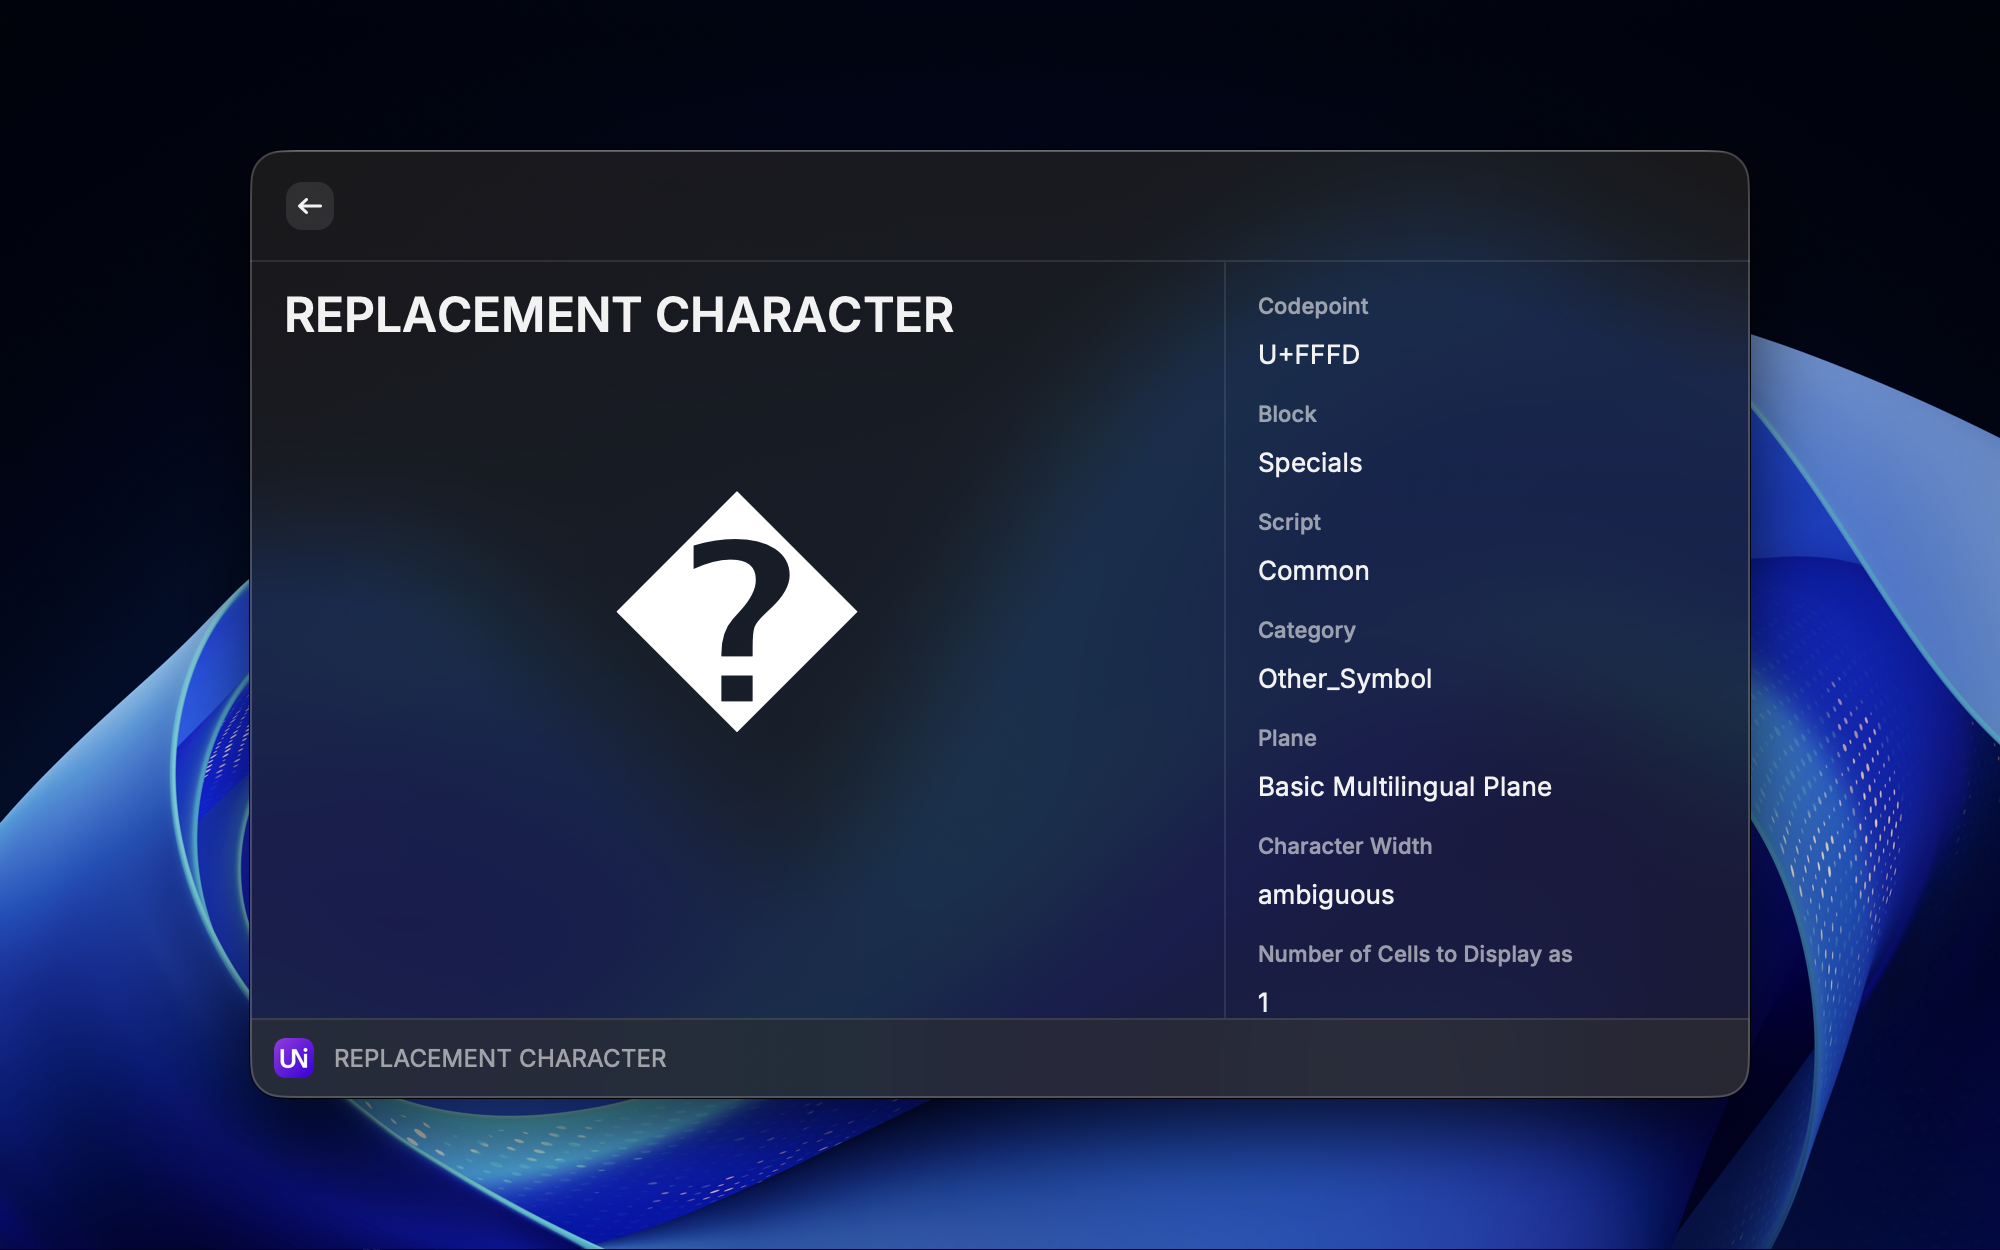 REPLACEMENT CHARACTER
�
Codepoint
U+FFFD
Block
Specials
Script
Common
Category
Other_Symbol
Plane
Basic Multilingual Plane
Character Width
ambiguous
Number of Cells to Display as
1
UNi REPLACEMENT CHARACTER